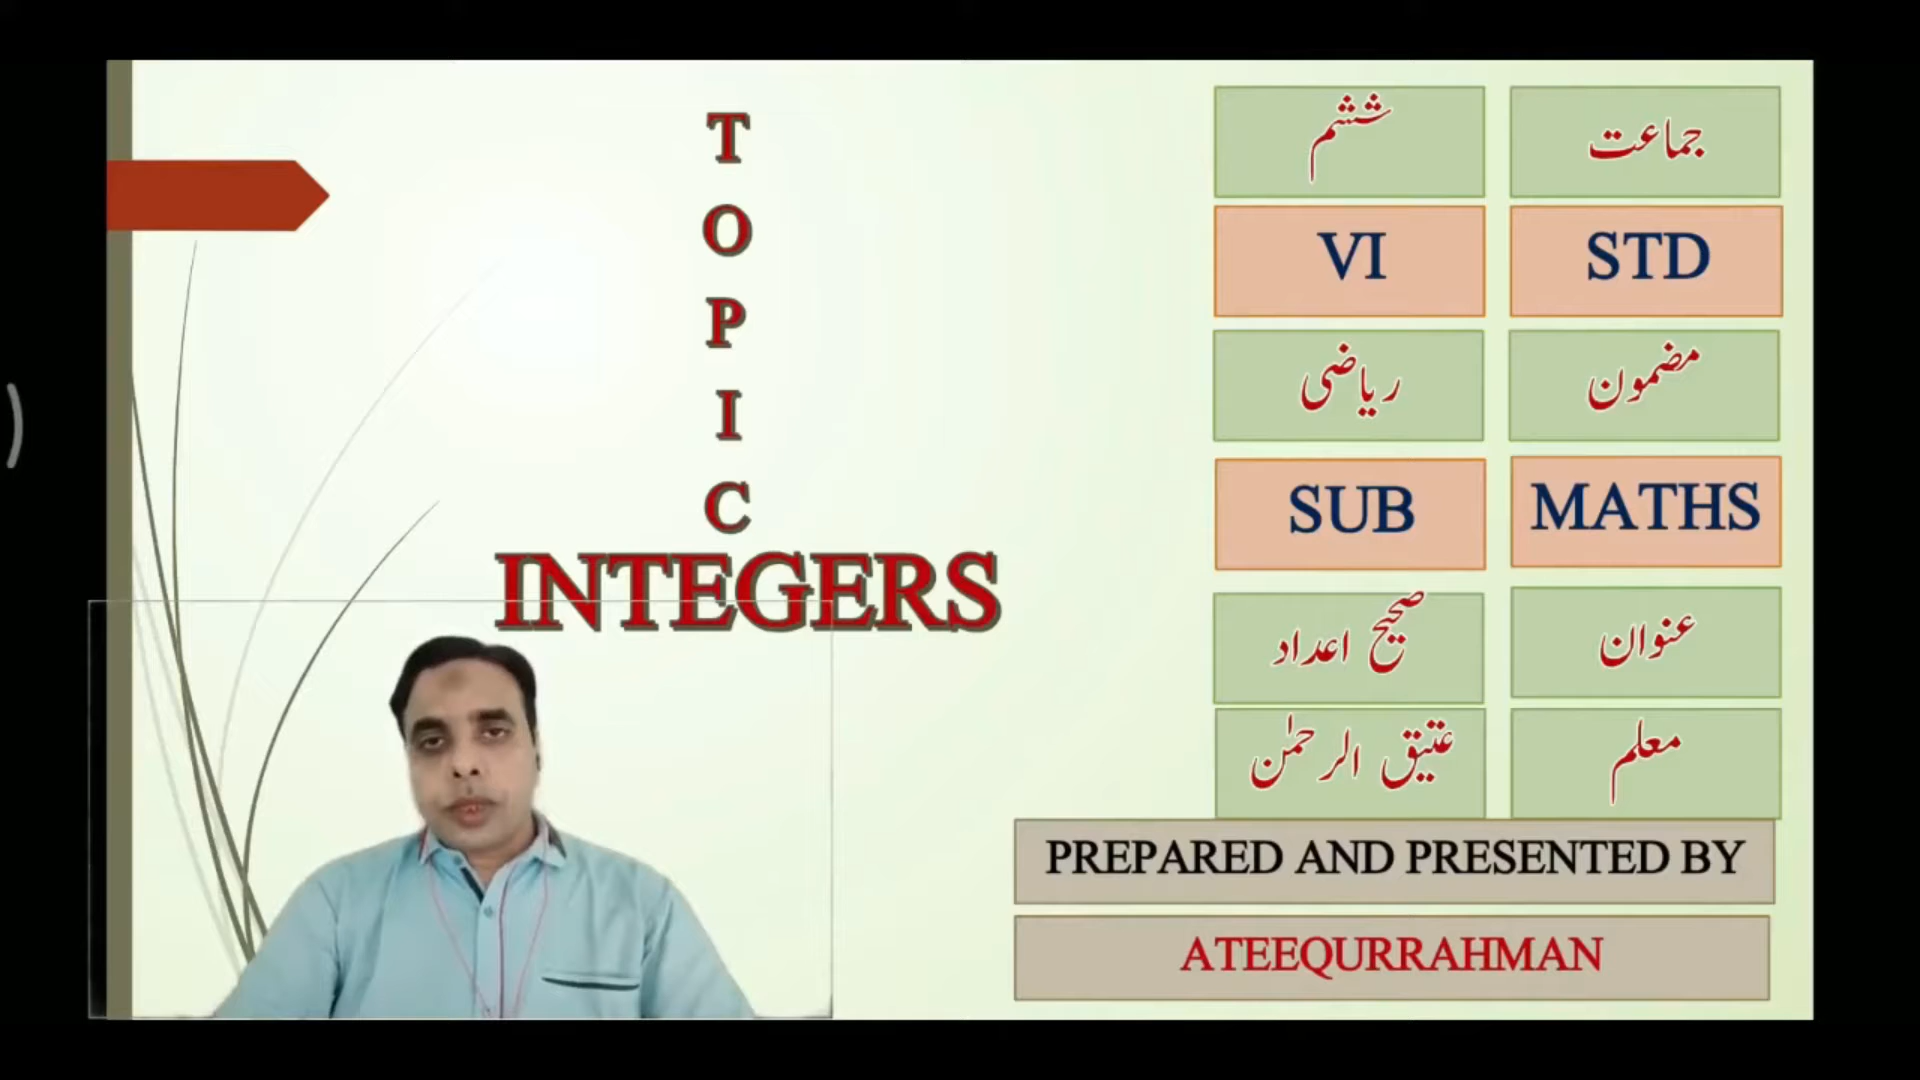 TOPIC
INTEGERS
جماعت ششم
VI STD
مضمون ریاضی
SUB MATHS
عنوان صحیح اعداد
معلم عتیق الرحمٰن
PREPARED AND PRESENTED BY
ATEEQURRAHMAN